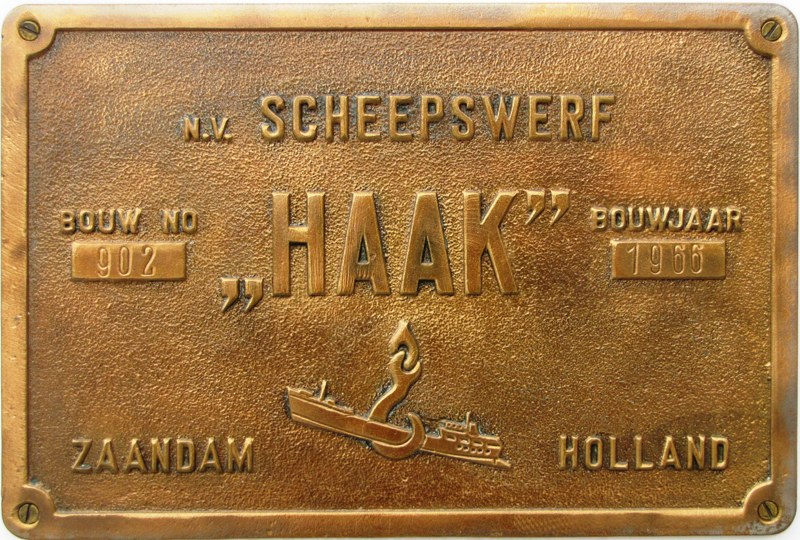 N.V. SCHEEPSWERF
„HAAK”
BOUW NO
902
BOUWJAAR
1966
ZAANDAM
HOLLAND